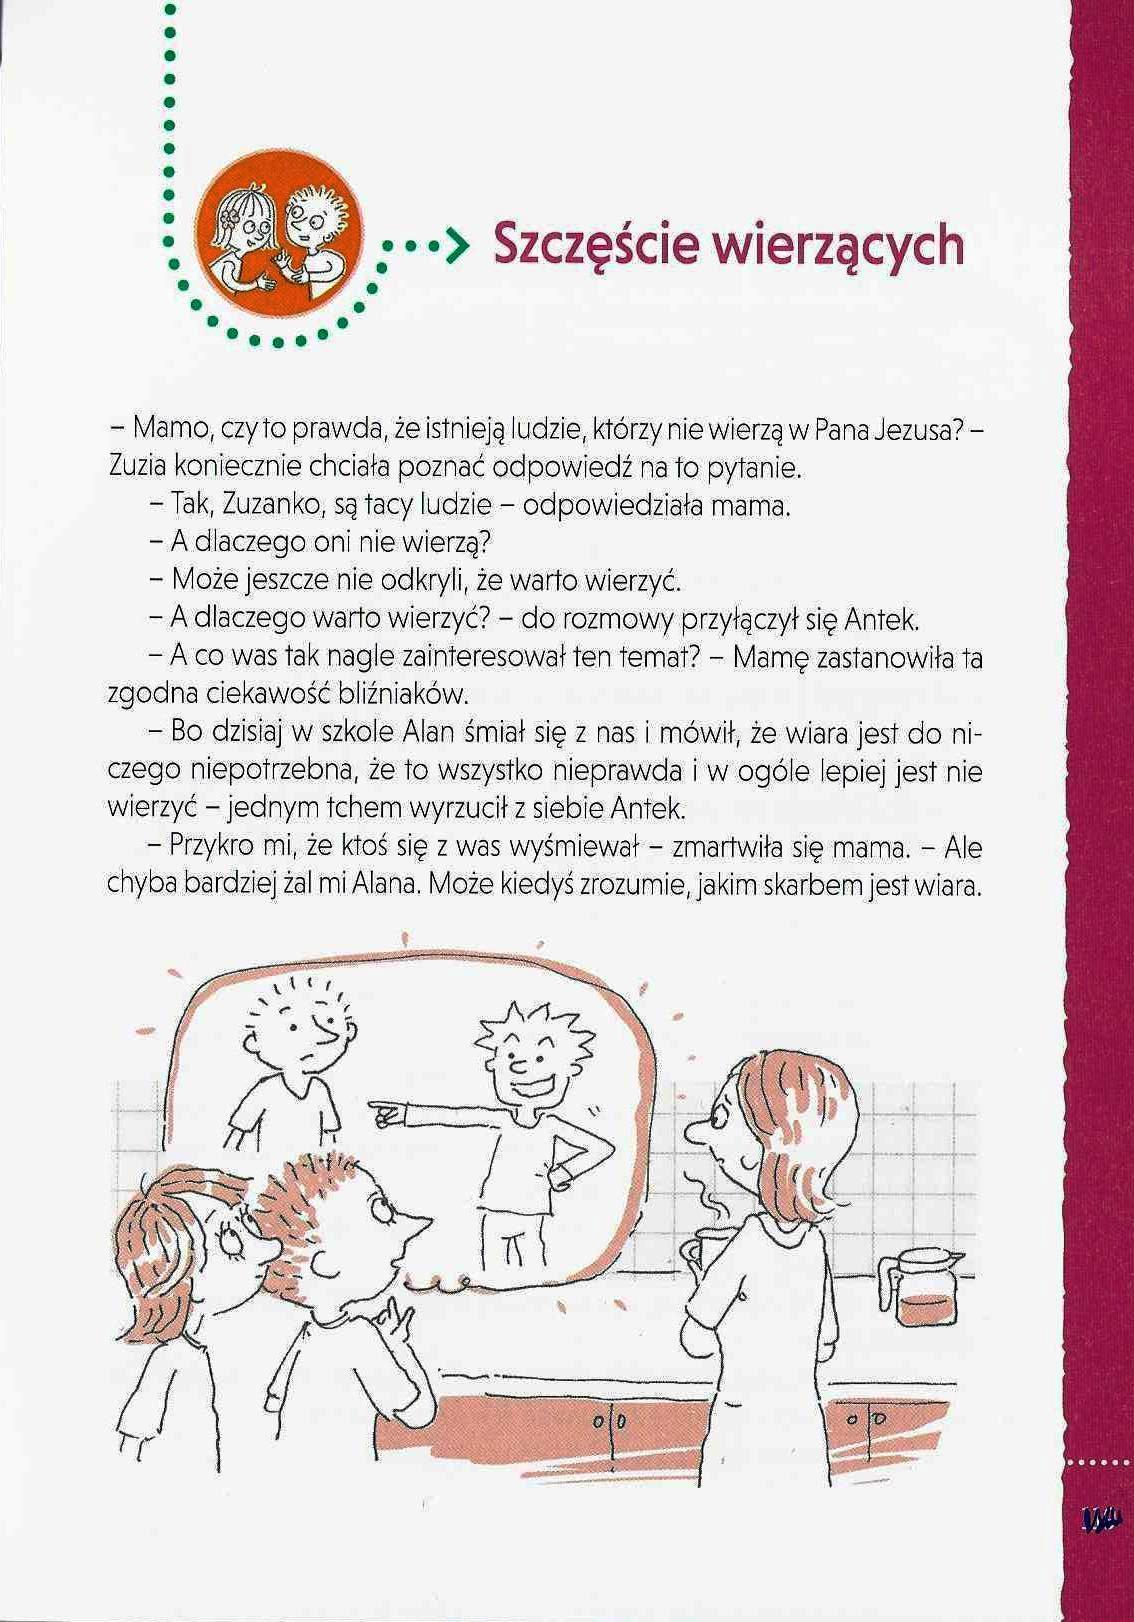 Szczęście wierzących
– Mamo, czy to prawda, że istnieją ludzie, którzy nie wierzą w Pana Jezusa? –
Zuzia koniecznie chciała poznać odpowiedź na to pytanie.
– Tak, Zuzanko, są tacy ludzie – odpowiedziała mama.
– A dlaczego oni nie wierzą?
– Może jeszcze nie odkryli, że warto wierzyć.
– A dlaczego warto wierzyć? – do rozmowy przyłączył się Antek.
– A co was tak nagle zainteresował ten temat? – Mamę zastanowiła ta
zgodna ciekawość bliźniaków.
– Bo dzisiaj w szkole Alan śmiał się z nas i mówił, że wiara jest do ni-
czego niepotrzebna, że to wszystko nieprawda i w ogóle lepiej jest nie
wierzyć – jednym tchem wyrzucił z siebie Antek.
– Przykro mi, że ktoś się z was wyśmiewał – zmartwiła się mama. – Ale
chyba bardziej żal mi Alana. Może kiedyś zrozumie, jakim skarbem jest wiara.